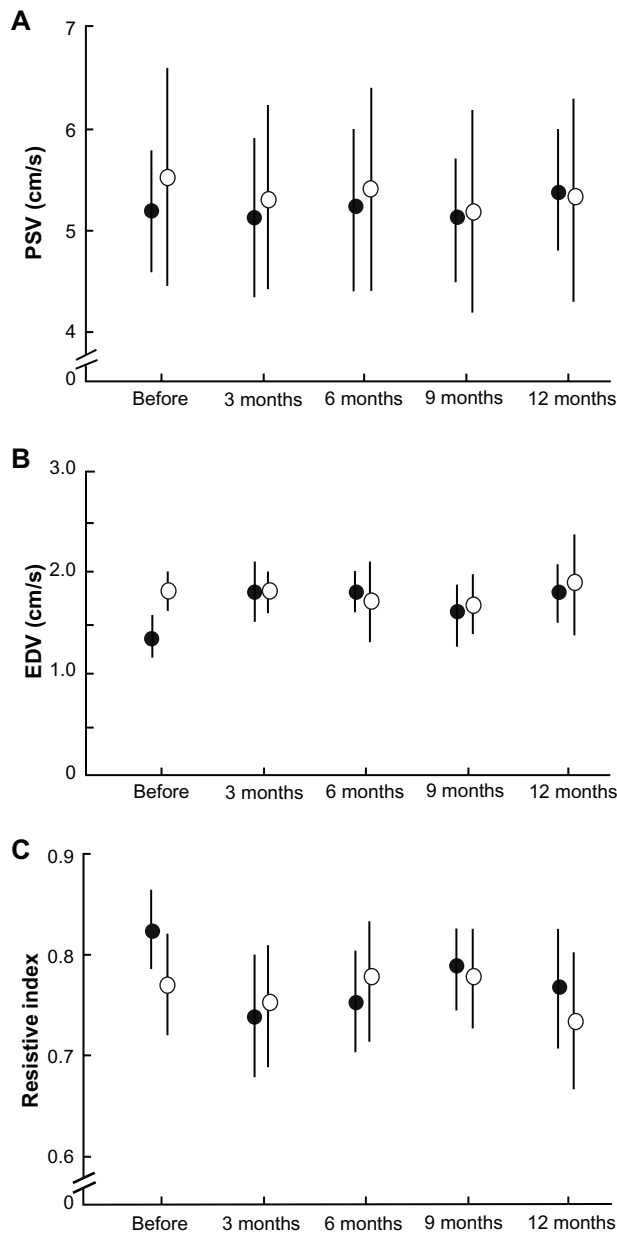 A
PSV (cm/s)
7
6
5
4
0
Before 3 months 6 months 9 months 12 months
B
EDV (cm/s)
3.0
2.0
1.0
0
Before 3 months 6 months 9 months 12 months
C
Resistive index
0.9
0.8
0.7
0.6
0
Before 3 months 6 months 9 months 12 months